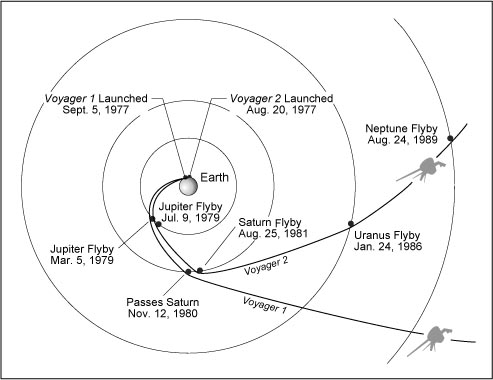 Voyager 1 Launched
Sept. 5, 1977
Voyager 2 Launched
Aug. 20, 1977
Neptune Flyby
Aug. 24, 1989
Earth
Jupiter Flyby
Jul. 9, 1979
Saturn Flyby
Aug. 25, 1981
Uranus Flyby
Jan. 24, 1986
Jupiter Flyby
Mar. 5, 1979
Voyager 2
Passes Saturn
Nov. 12, 1980
Voyager 1